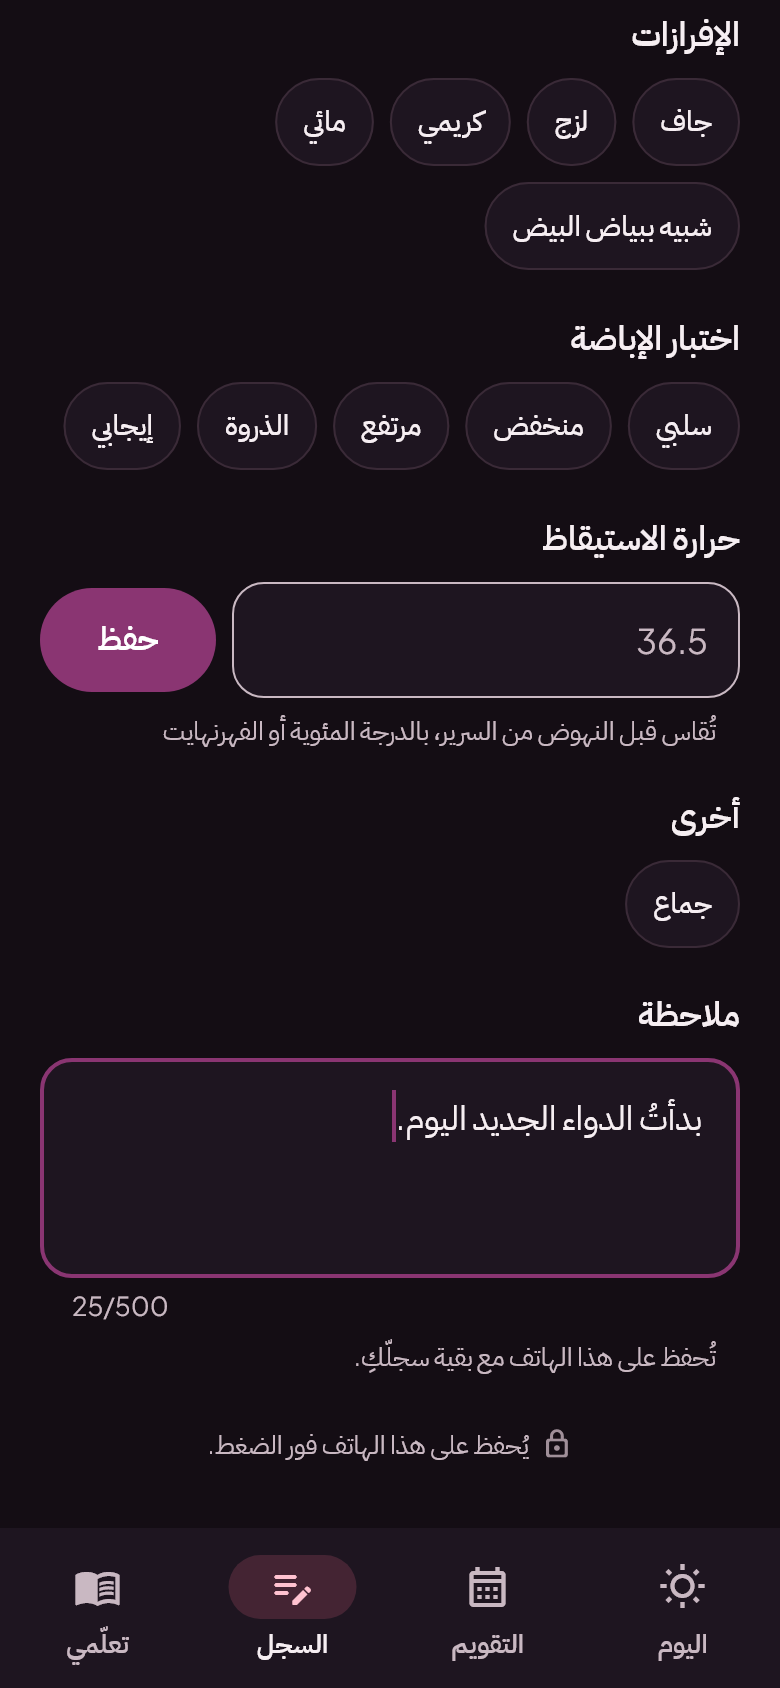 الإفرازات
جاف لزج كريمي مائي
شبيه ببياض البيض
اختبار الإباضة
سلبي منخفض مرتفع الذروة إيجابي
حرارة الاستيقاظ
36.5 حفظ
تُقاس قبل النهوض من السرير، بالدرجة المئوية أو الفهرنهايت
أخرى
جماع
ملاحظة
بدأتُ الدواء الجديد اليوم.
25/500
تُحفظ على هذا الهاتف مع بقية سجلّكِ.
يُحفظ على هذا الهاتف فور الضغط.
اليوم التقويم السجل تعلّمي